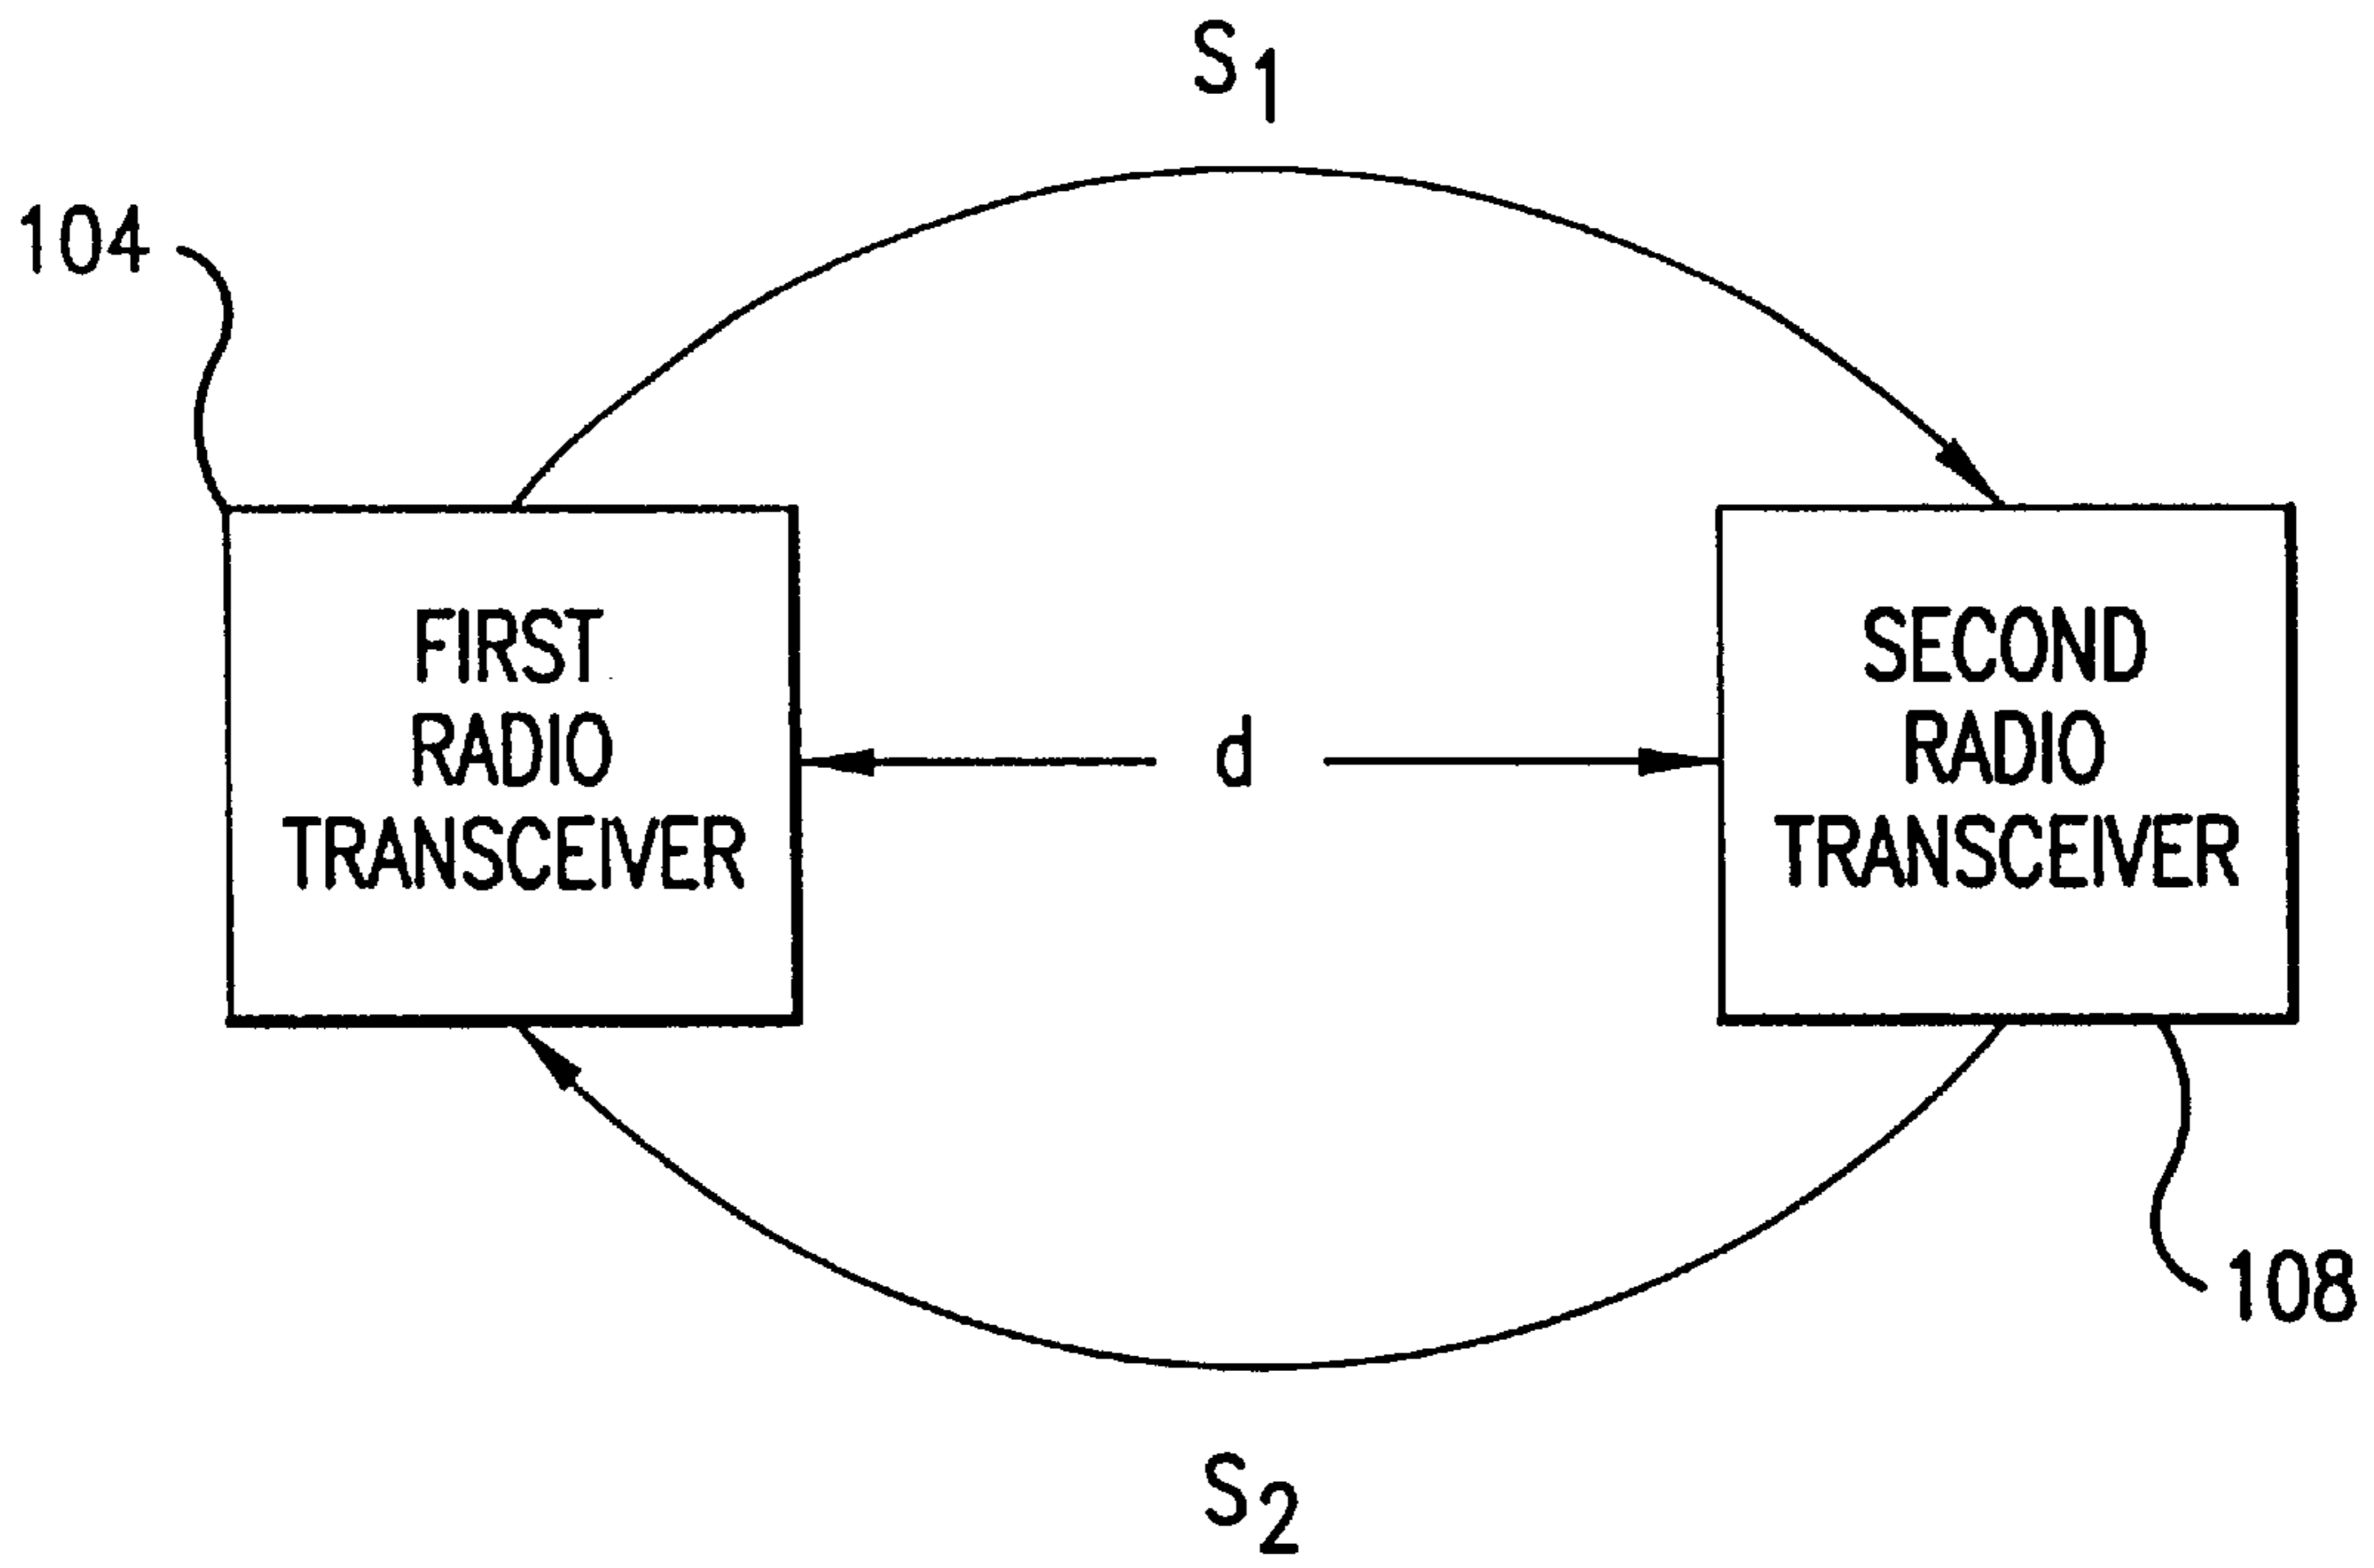 S1
104
FIRST
RADIO
TRANSCEIVER
d
SECOND
RADIO
TRANSCEIVER
108
S2